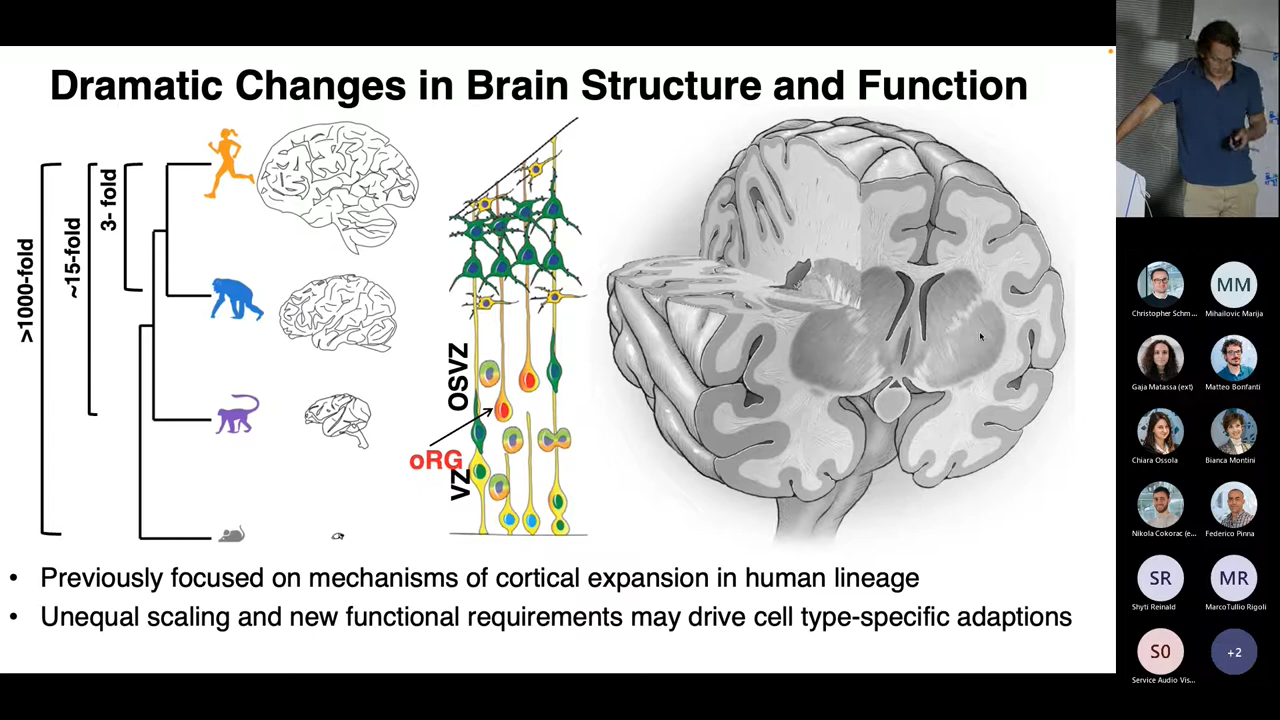 Dramatic Changes in Brain Structure and Function
>1000-fold
~15-fold
3- fold
OSVZ
oRG
VZ
• Previously focused on mechanisms of cortical expansion in human lineage
• Unequal scaling and new functional requirements may drive cell type-specific adaptions
MM
Christopher Schm...
Mihailovic Marija
Gaja Matassa (ext)
Matteo Bonfanti
Chiara Ossola
Bianca Montini
Nikola Cokorac (e...
Federico Pinna
SR
MR
Shyti Reinald
MarcoTullio Rigoli
S0
+2
Service Audio Vis...